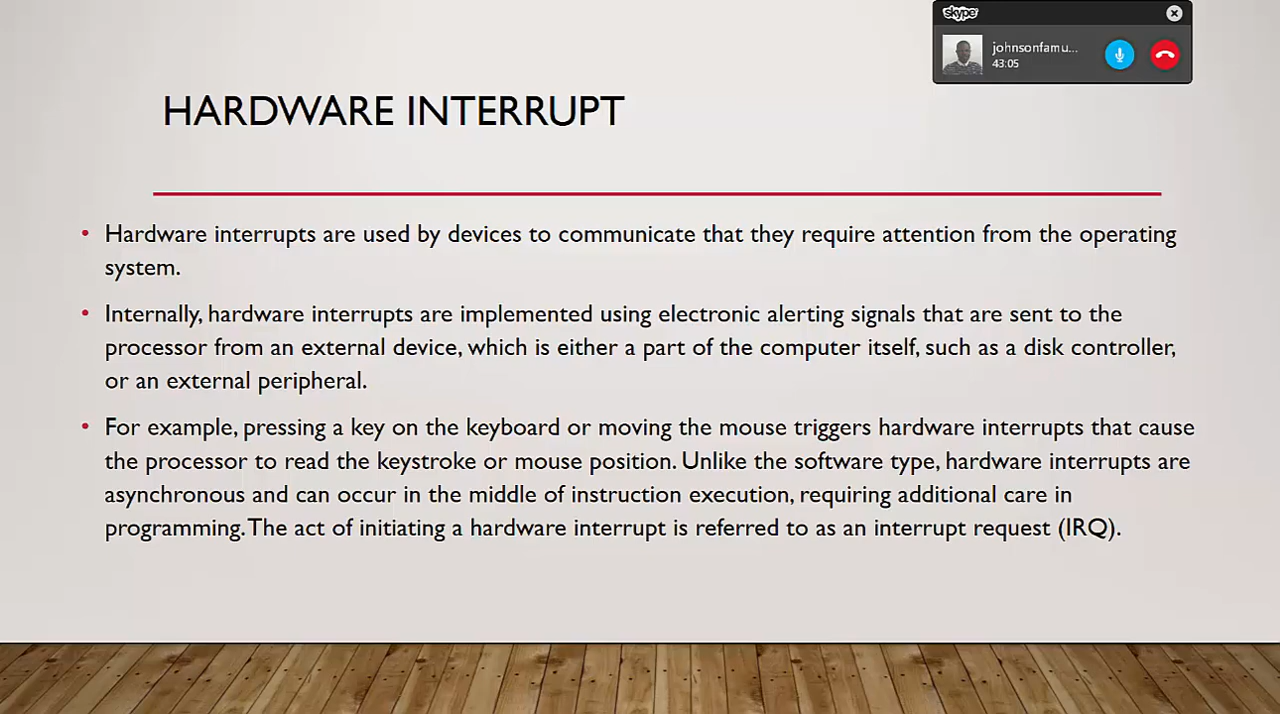 skype
johnsonfamu...
43:05
HARDWARE INTERRUPT
• Hardware interrupts are used by devices to communicate that they require attention from the operating
system.
• Internally, hardware interrupts are implemented using electronic alerting signals that are sent to the
processor from an external device, which is either a part of the computer itself, such as a disk controller,
or an external peripheral.
• For example, pressing a key on the keyboard or moving the mouse triggers hardware interrupts that cause
the processor to read the keystroke or mouse position. Unlike the software type, hardware interrupts are
asynchronous and can occur in the middle of instruction execution, requiring additional care in
programming. The act of initiating a hardware interrupt is referred to as an interrupt request (IRQ).